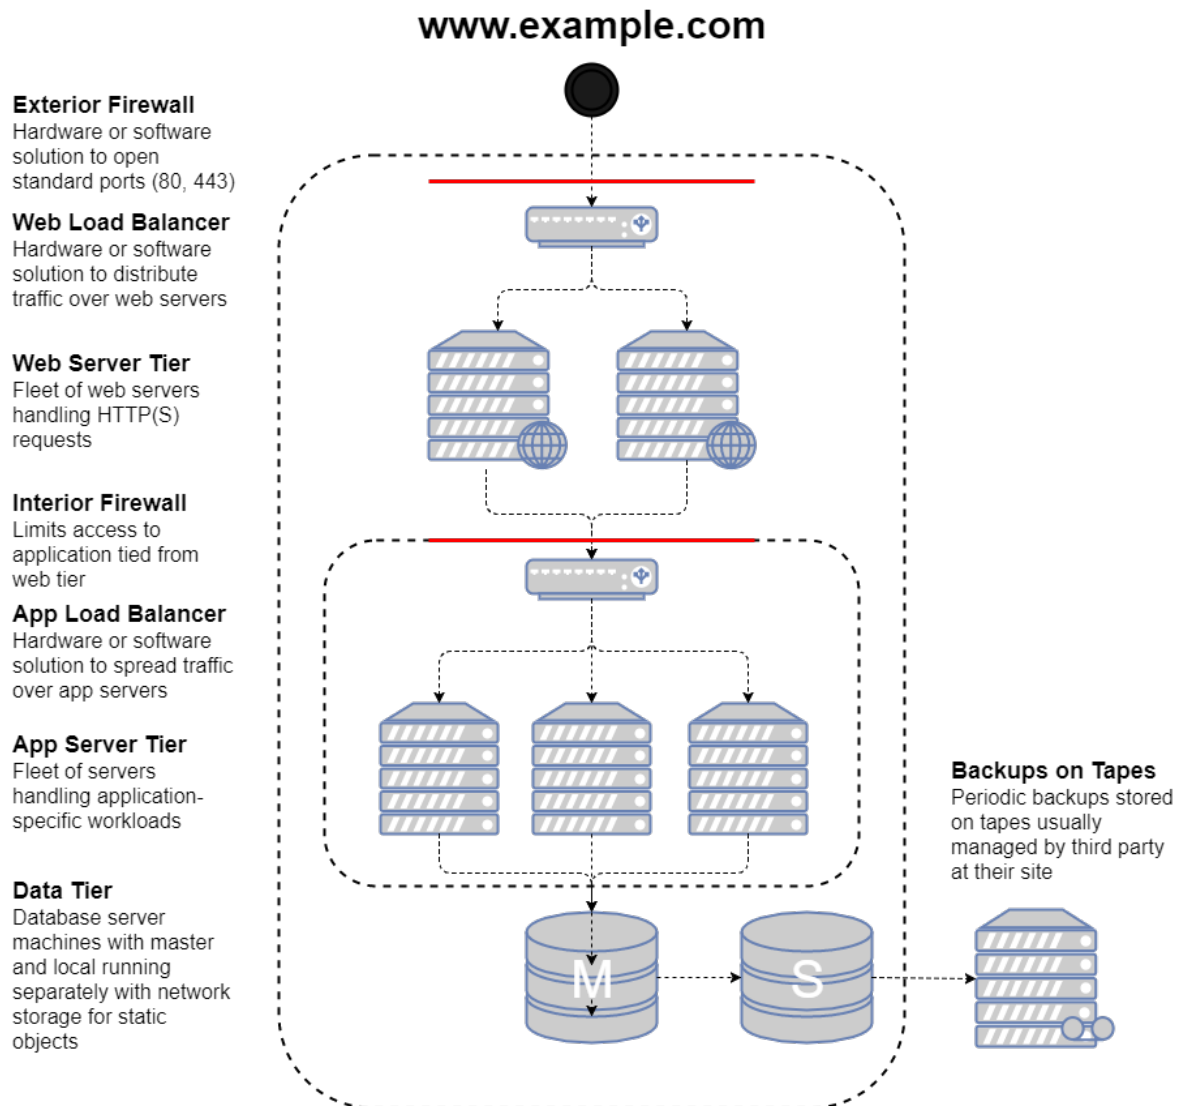 www.example.com
Exterior Firewall
Hardware or software
solution to open
standard ports (80, 443)
Web Load Balancer
Hardware or software
solution to distribute
traffic over web servers
Web Server Tier
Fleet of web servers
handling HTTP(S)
requests
Interior Firewall
Limits access to
application tied from
web tier
App Load Balancer
Hardware or software
solution to spread traffic
over app servers
App Server Tier
Fleet of servers
handling application-
specific workloads
Data Tier
Database server
machines with master
and local running
separately with network
storage for static
objects
M
S
Backups on Tapes
Periodic backups stored
on tapes usually
managed by third party
at their site